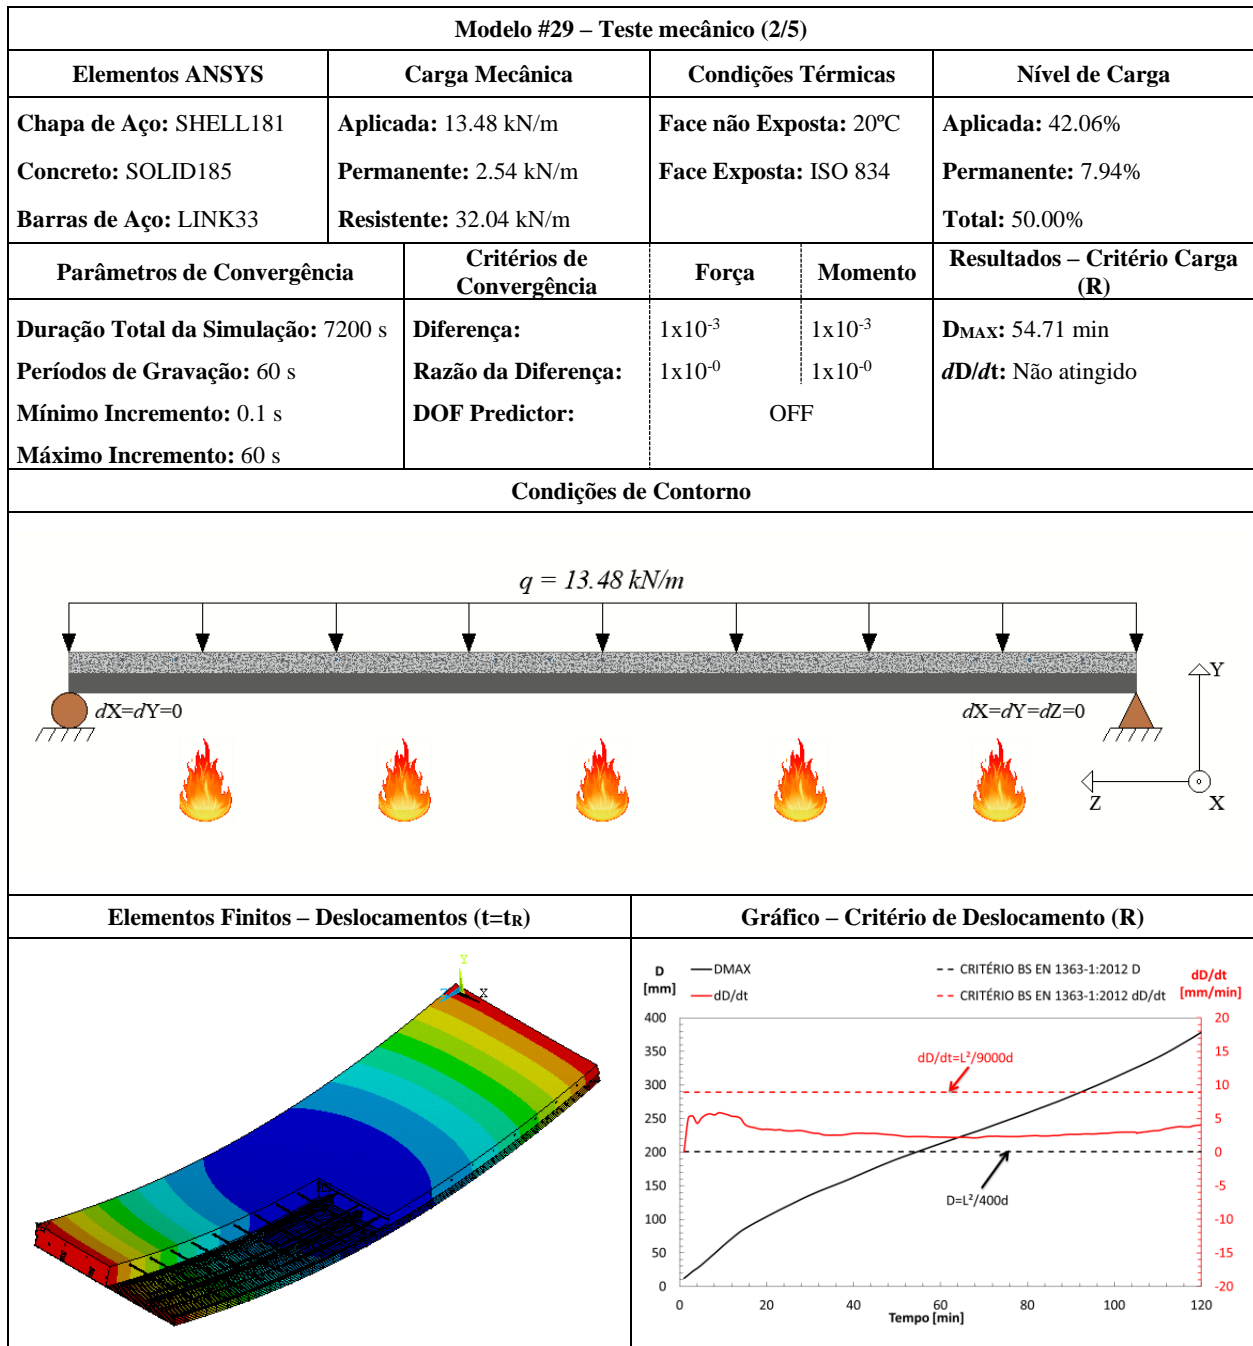 Modelo #29 – Teste mecânico (2/5)
Elementos ANSYS
Carga Mecânica
Condições Térmicas
Nível de Carga
Chapa de Aço: SHELL181
Concreto: SOLID185
Barras de Aço: LINK33
Aplicada: 13.48 kN/m
Permanente: 2.54 kN/m
Resistente: 32.04 kN/m
Face não Exposta: 20ºC
Face Exposta: ISO 834
Aplicada: 42.06%
Permanente: 7.94%
Total: 50.00%
Parâmetros de Convergência
Critérios de
Convergência
Força
Momento
Resultados – Critério Carga
(R)
Duração Total da Simulação: 7200 s
Períodos de Gravação: 60 s
Mínimo Incremento: 0.1 s
Máximo Incremento: 60 s
Diferença: 1x10⁻³ 1x10⁻³
Razão da Diferença: 1x10⁻⁰ 1x10⁻⁰
DOF Predictor: OFF
DMAX: 54.71 min
dD/dt: Não atingido
Condições de Contorno
q = 13.48 kN/m
dX=dY=0
dX=dY=dZ=0
Y
Z
X
Elementos Finitos – Deslocamentos (t=tR)
Gráfico – Critério de Deslocamento (R)
Y
Z
X
D
[mm]
DMAX
dD/dt
CRITÉRIO BS EN 1363-1:2012 D
CRITÉRIO BS EN 1363-1:2012 dD/dt
dD/dt
[mm/min]
400
350
300
250
200
150
100
50
0
20
15
10
5
0
-5
-10
-15
-20
dD/dt=L²/9000d
D=L²/400d
0 20 40 60 80 100 120
Tempo [min]